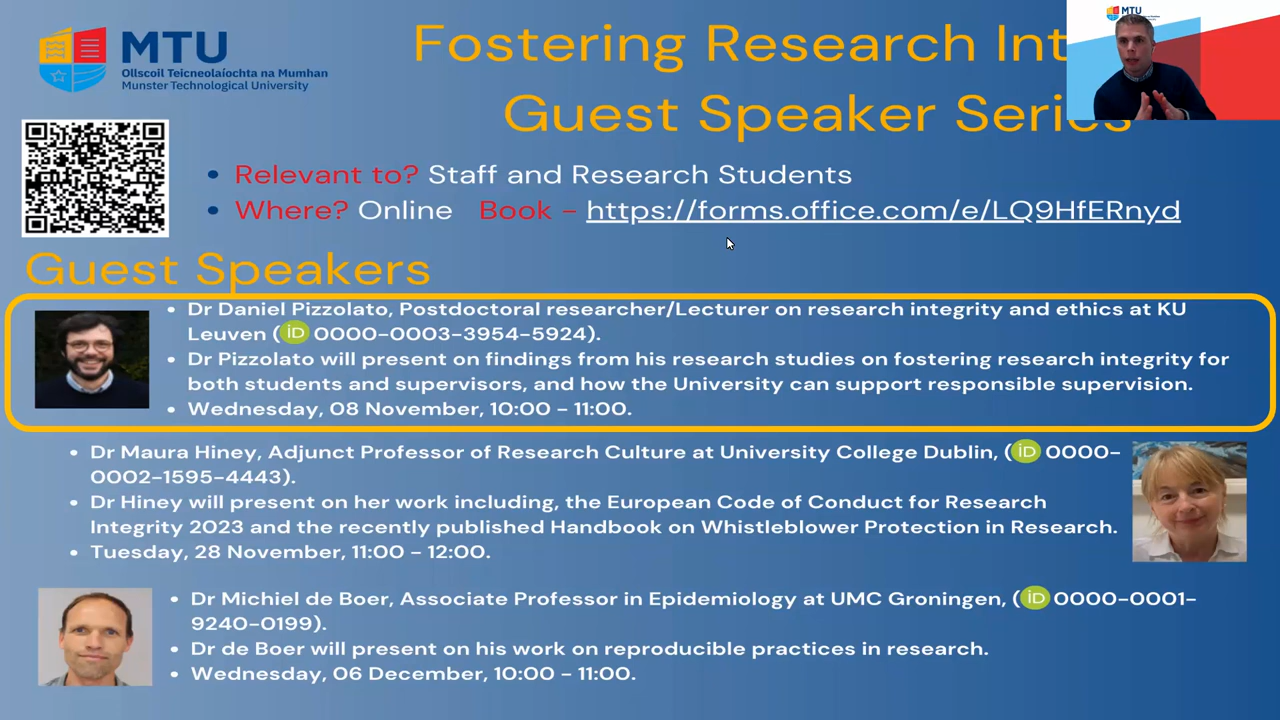 MTU
Ollscoil Teicneolaíochta na Mumhan
Munster Technological University
Fostering Research Int
Guest Speaker Series
MTU
• Relevant to? Staff and Research Students
• Where? Online Book – https://forms.office.com/e/LQ9HfERnyd
Guest Speakers
• Dr Daniel Pizzolato, Postdoctoral researcher/Lecturer on research integrity and ethics at KU
Leuven (iD 0000-0003-3954-5924).
• Dr Pizzolato will present on findings from his research studies on fostering research integrity for
both students and supervisors, and how the University can support responsible supervision.
• Wednesday, 08 November, 10:00 – 11:00.
• Dr Maura Hiney, Adjunct Professor of Research Culture at University College Dublin, (iD 0000-
0002-1595-4443).
• Dr Hiney will present on her work including, the European Code of Conduct for Research
Integrity 2023 and the recently published Handbook on Whistleblower Protection in Research.
• Tuesday, 28 November, 11:00 – 12:00.
• Dr Michiel de Boer, Associate Professor in Epidemiology at UMC Groningen, (iD 0000-0001-
9240-0199).
• Dr de Boer will present on his work on reproducible practices in research.
• Wednesday, 06 December, 10:00 – 11:00.